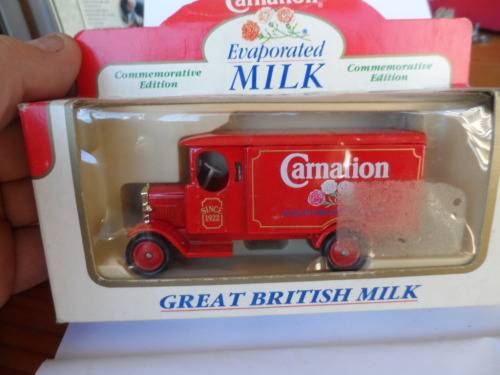 Carnation
Evaporated
MILK
Commemorative
Edition
Commemorative
Edition
Carnation
SINCE
1922
GREAT BRITISH MILK